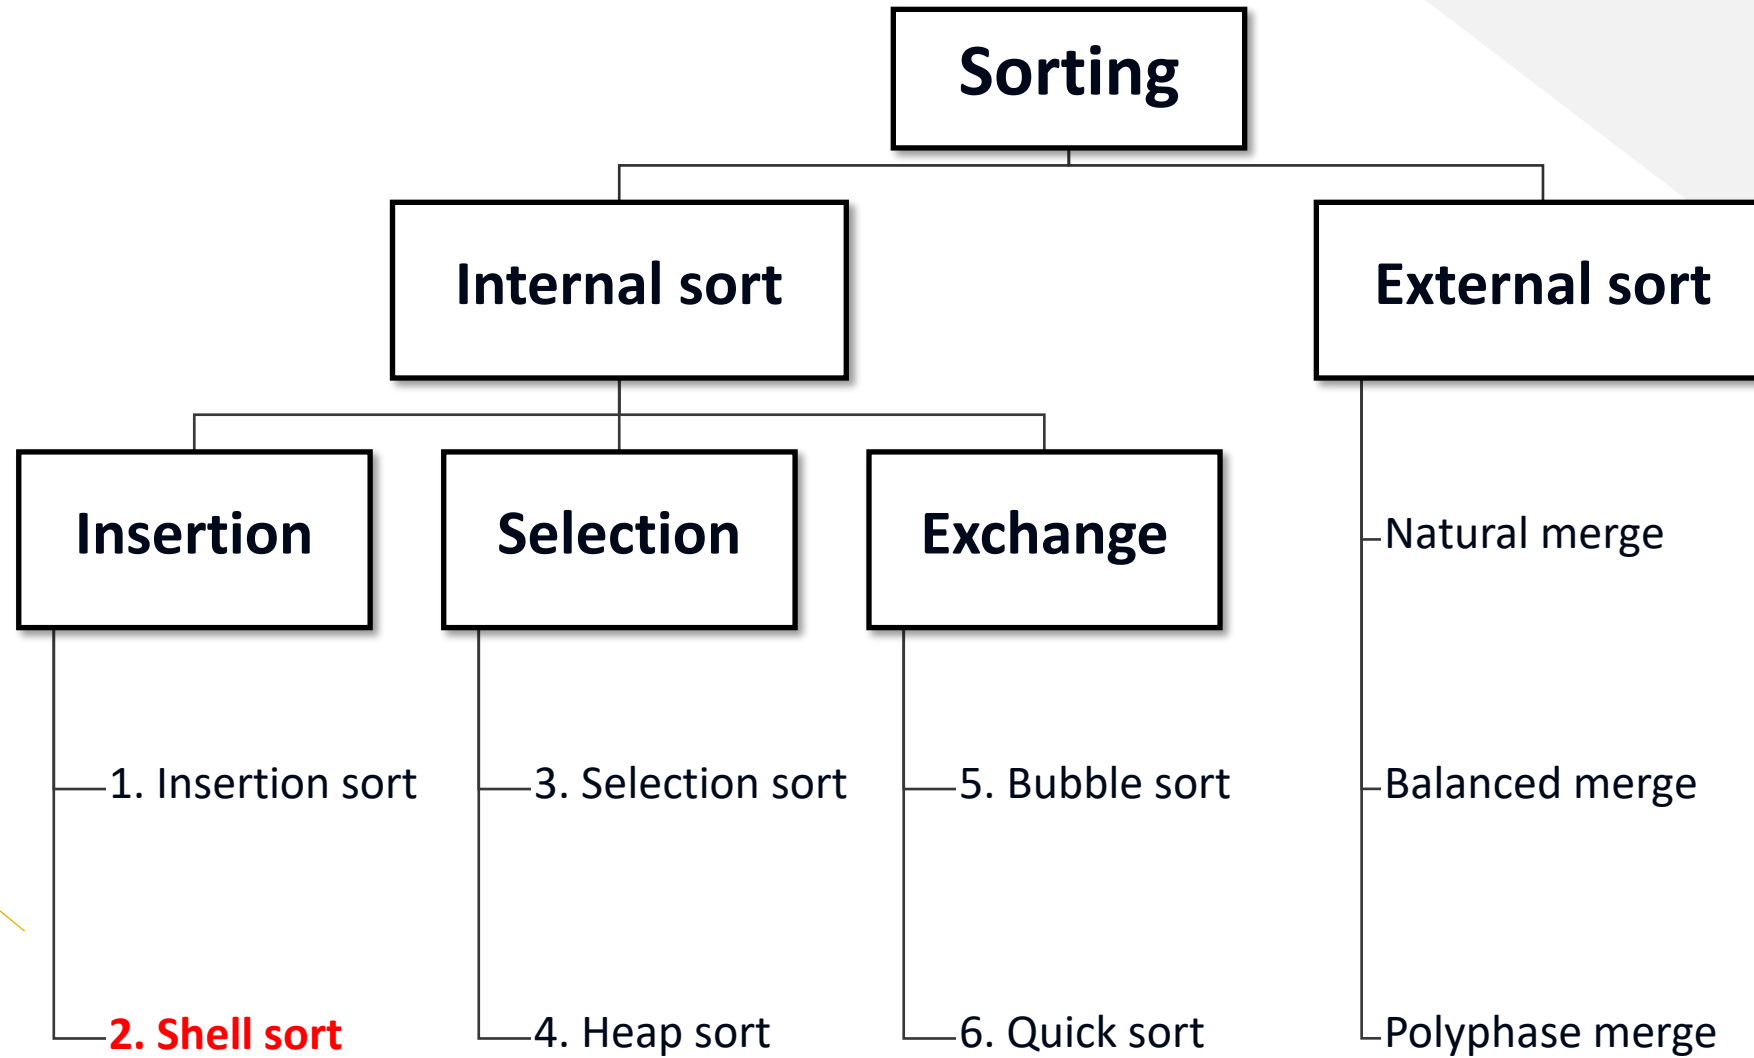 Sorting
Internal sort
External sort
Insertion
Selection
Exchange
Natural merge
1. Insertion sort
3. Selection sort
5. Bubble sort
Balanced merge
2. Shell sort
4. Heap sort
6. Quick sort
Polyphase merge